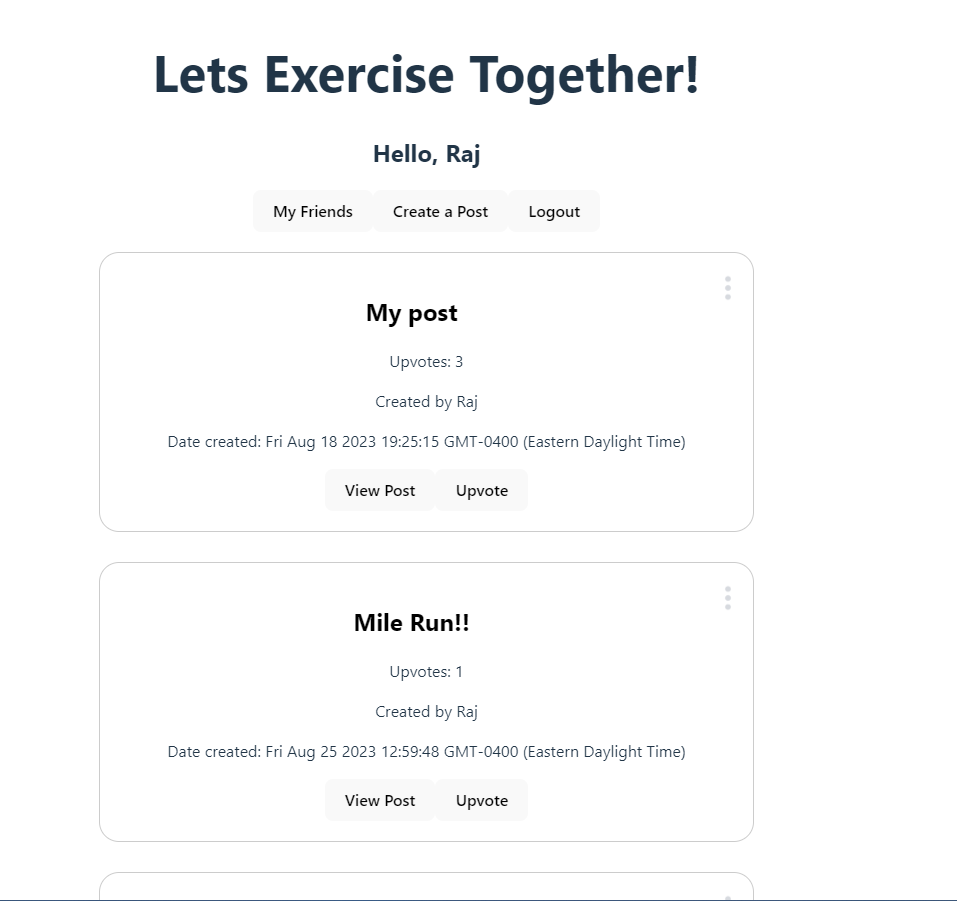 Lets Exercise Together!
Hello, Raj
My Friends Create a Post Logout
My post
Upvotes: 3
Created by Raj
Date created: Fri Aug 18 2023 19:25:15 GMT-0400 (Eastern Daylight Time)
View Post Upvote
Mile Run!!
Upvotes: 1
Created by Raj
Date created: Fri Aug 25 2023 12:59:48 GMT-0400 (Eastern Daylight Time)
View Post Upvote